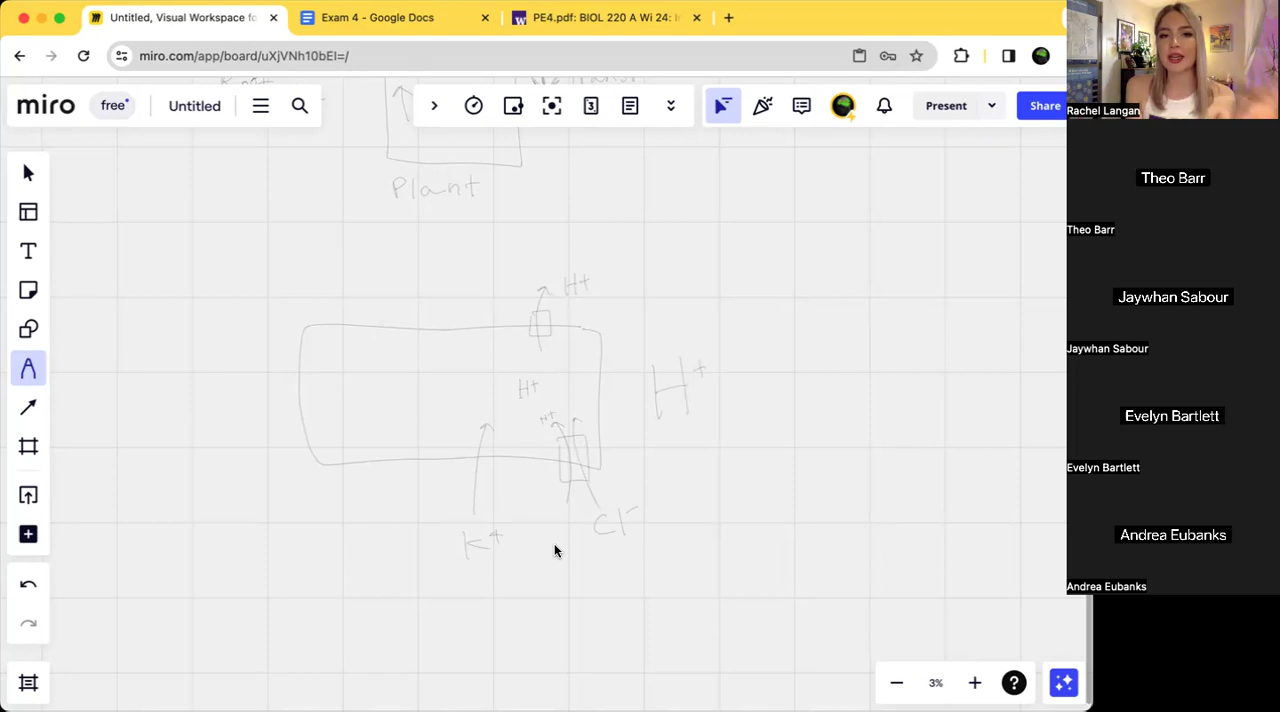 Untitled, Visual Workspace fo
Exam 4 - Google Docs
PE4.pdf: BIOL 220 A Wi 24: I
miro.com/app/board/uXjVNh10bEI=/
miro
free
Untitled
3
Present
Share
Plant
H+
H+
H+
H+
K+
Cl-
3%
Rachel Langan
Theo Barr
Theo Barr
Jaywhan Sabour
Jaywhan Sabour
Evelyn Bartlett
Evelyn Bartlett
Andrea Eubanks
Andrea Eubanks